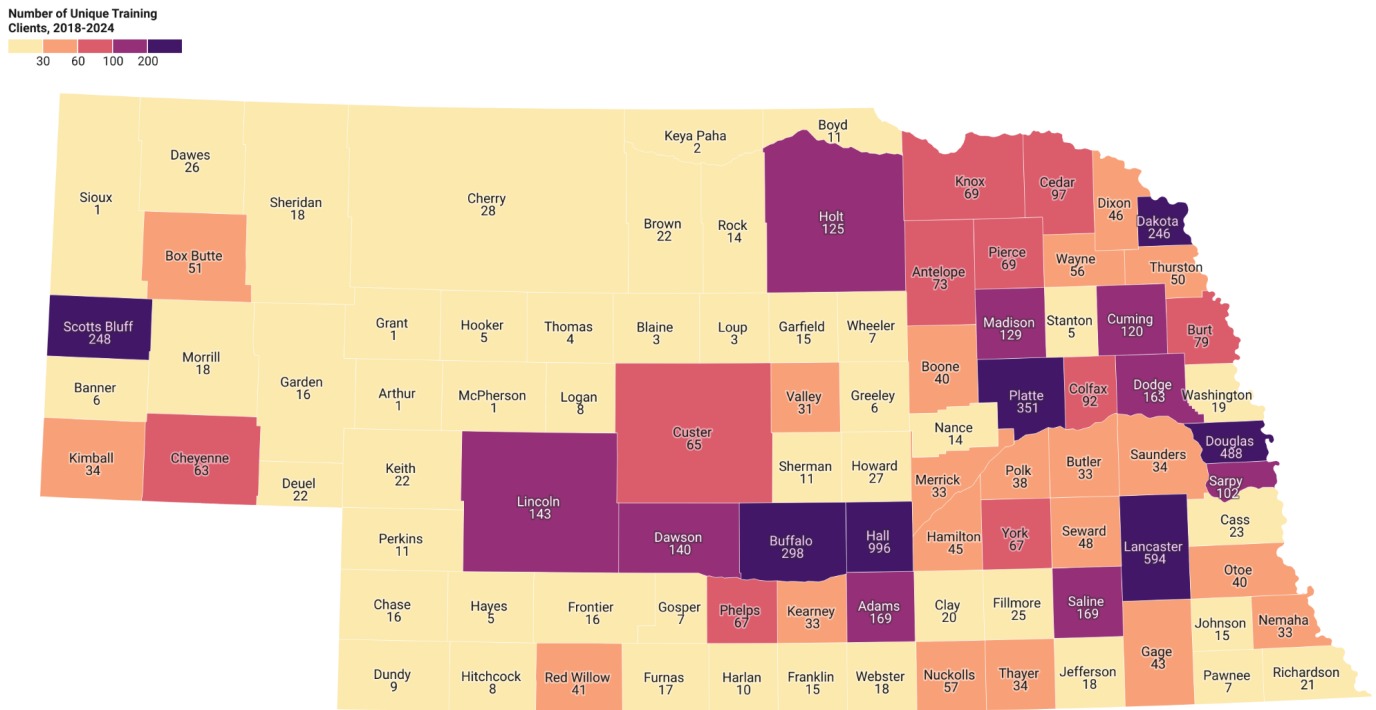 Number of Unique Training
Clients, 2018-2024
30 60 100 200
Boyd
11
Keya Paha
2
Dawes
26
Sioux
1
Sheridan
18
Cherry
28
Brown
22
Rock
14
Holt
125
Knox
69
Cedar
97
Dixon
46
Dakota
246
Box Butte
51
Antelope
73
Pierce
69
Wayne
56
Thurston
50
Scotts Bluff
248
Morrill
18
Grant
1
Hooker
5
Thomas
4
Blaine
3
Loup
3
Garfield
15
Wheeler
7
Madison
129
Stanton
5
Cuming
120
Burt
79
Banner
6
Garden
16
Arthur
1
McPherson
1
Logan
8
Custer
65
Valley
31
Greeley
6
Boone
40
Platte
351
Colfax
92
Dodge
163
Washington
19
Nance
14
Kimball
34
Cheyenne
63
Deuel
22
Keith
22
Lincoln
143
Sherman
11
Howard
27
Merrick
33
Polk
38
Butler
33
Saunders
34
Douglas
488
Sarpy
102
Perkins
11
Dawson
140
Buffalo
298
Hall
996
Hamilton
45
York
67
Seward
48
Lancaster
594
Cass
23
Otoe
40
Chase
16
Hayes
5
Frontier
16
Gosper
7
Phelps
67
Kearney
33
Adams
169
Clay
20
Fillmore
25
Saline
169
Johnson
15
Nemaha
33
Gage
43
Dundy
9
Hitchcock
8
Red Willow
41
Furnas
17
Harlan
10
Franklin
15
Webster
18
Nuckolls
57
Thayer
34
Jefferson
18
Pawnee
7
Richardson
21